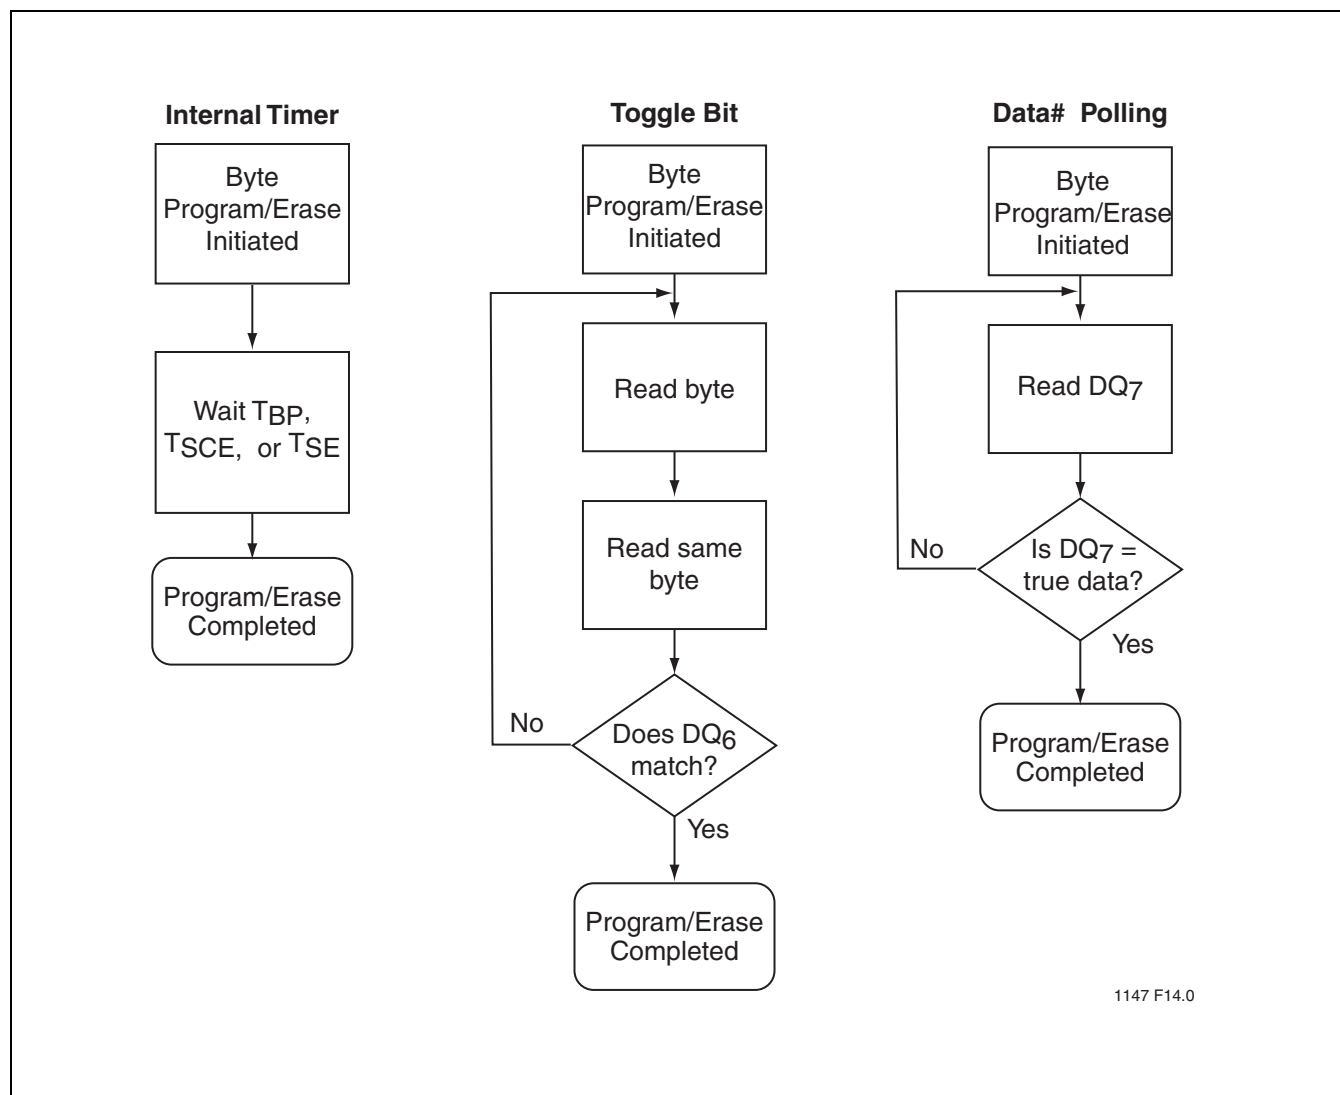 Internal Timer
Byte
Program/Erase
Initiated
Wait TBP,
TSCE, or TSE
Program/Erase
Completed
Toggle Bit
Byte
Program/Erase
Initiated
Read byte
Read same
byte
No
Does DQ6
match?
Yes
Program/Erase
Completed
Data# Polling
Byte
Program/Erase
Initiated
Read DQ7
No
Is DQ7 =
true data?
Yes
Program/Erase
Completed
1147 F14.0